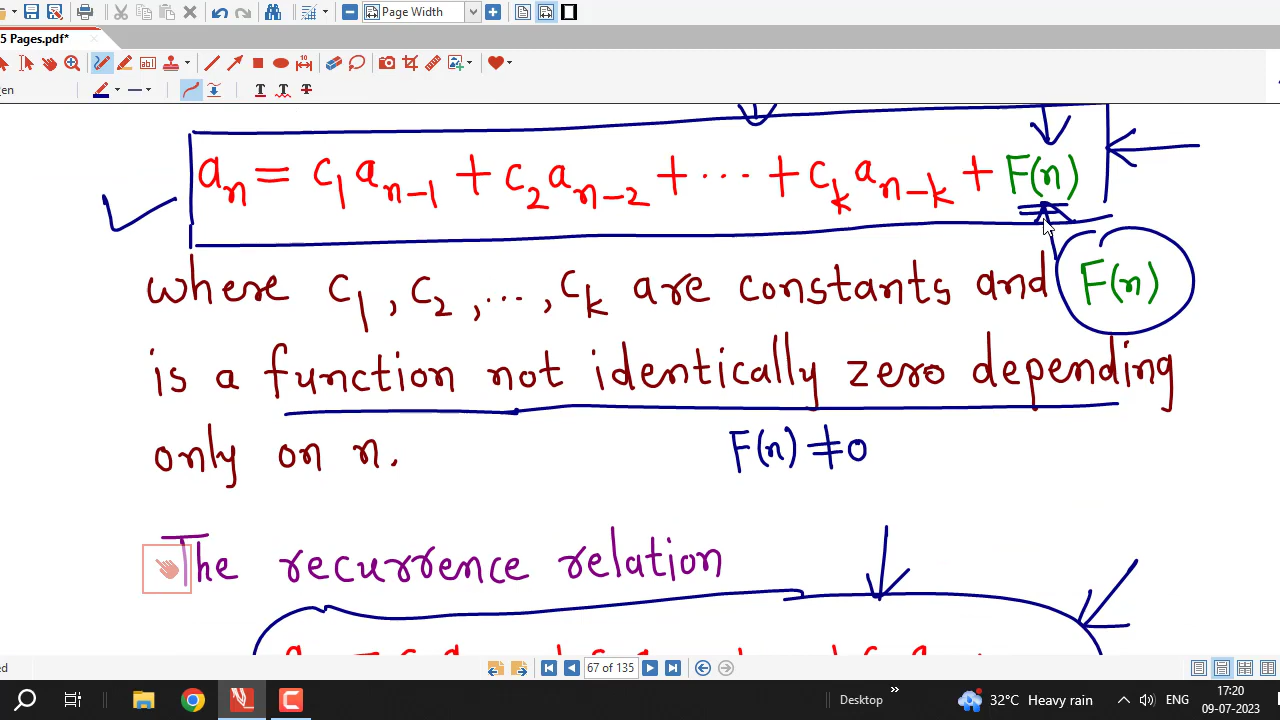 Page Width
5 Pages.pdf*
en
aₙ = c₁aₙ₋₁ + c₂aₙ₋₂ + ... + cₖaₙ₋ₖ + F(n)
where c₁, c₂, ..., cₖ are constants and F(n)
is a function not identically zero depending
only on n.
F(n) ≠ 0
The recurrence relation
ed
67 of 135
Desktop
»
32°C Heavy rain
ENG
17:20
09-07-2023